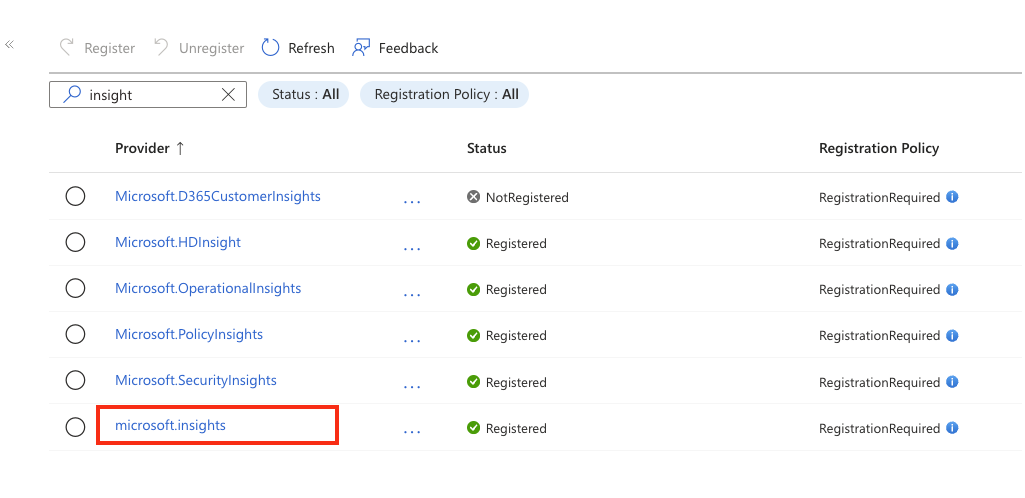 « Register Unregister Refresh Feedback
insight Status : All Registration Policy : All
Provider ↑ Status Registration Policy
Microsoft.D365CustomerInsights ... NotRegistered RegistrationRequired
Microsoft.HDInsight ... Registered RegistrationRequired
Microsoft.OperationalInsights ... Registered RegistrationRequired
Microsoft.PolicyInsights ... Registered RegistrationRequired
Microsoft.SecurityInsights ... Registered RegistrationRequired
microsoft.insights ... Registered RegistrationRequired